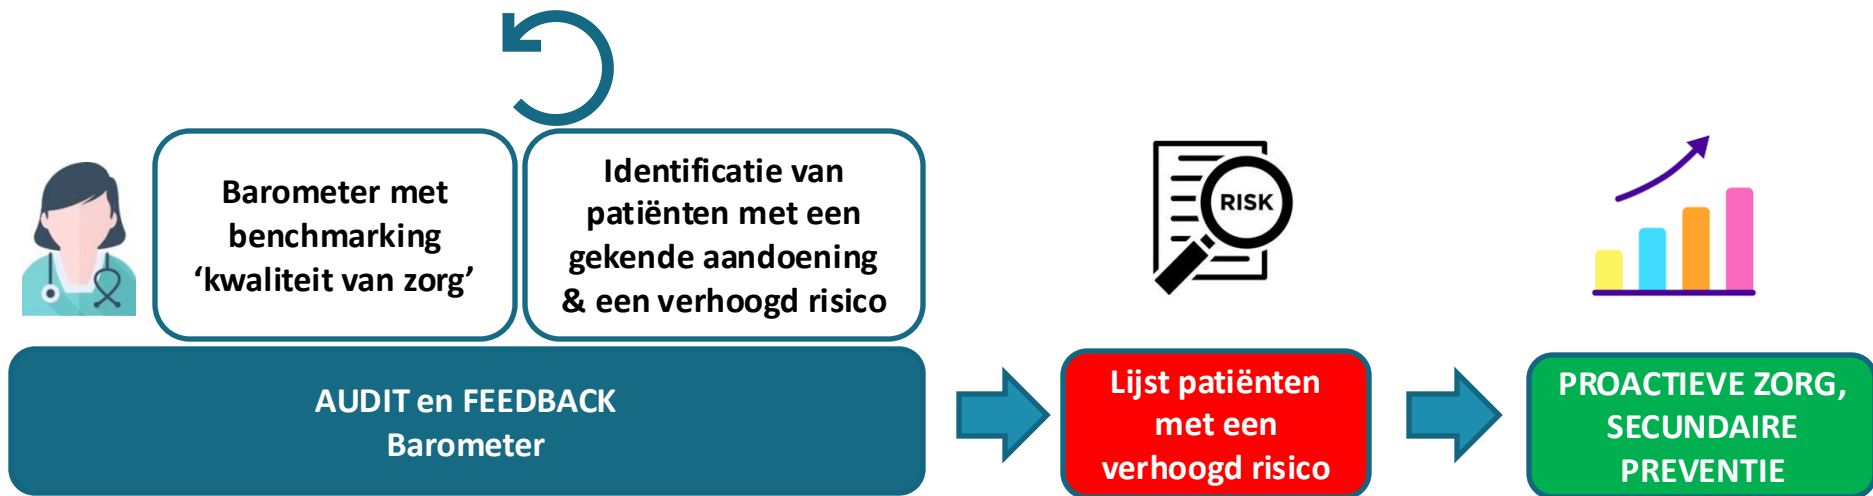 Barometer met
benchmarking
‘kwaliteit van zorg’
Identificatie van
patiënten met een
gekende aandoening
& een verhoogd risico
RISK
AUDIT en FEEDBACK
Barometer
Lijst patiënten
met een
verhoogd risico
PROACTIEVE ZORG,
SECUNDAIRE
PREVENTIE